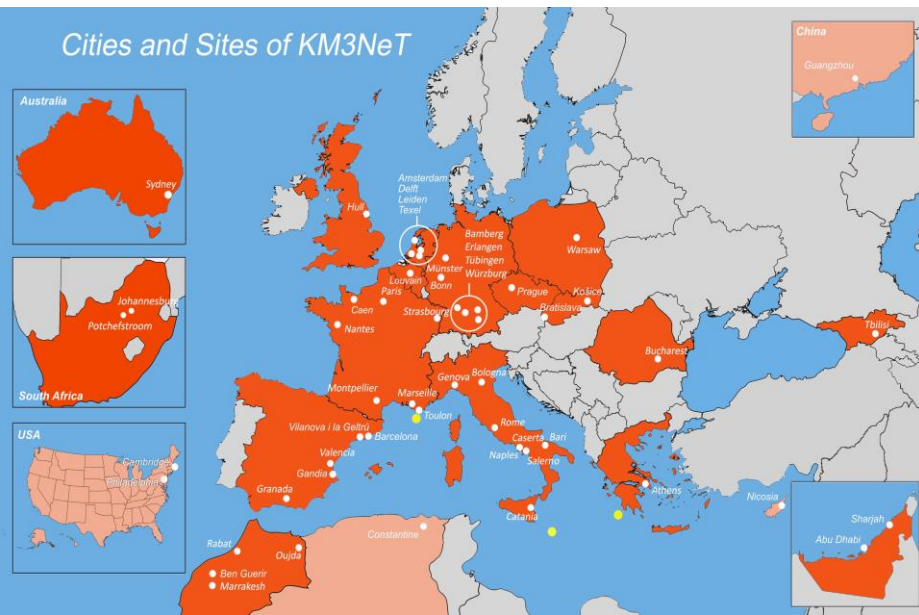 Cities and Sites of KM3NeT
China
Guangzhou
Australia
Sydney
Amsterdam
Delft
Leiden
Texel
Hull
Bamberg
Erlangen
Tübingen
Würzburg
Warsaw
Münster
Bonn
Louvain
Paris
Caen
Strasbourg
Nantes
Prague
Košice
Bratislava
Johannesburg
Potchefstroom
South Africa
Tbilisi
Bucharest
Genova
Bologna
Montpellier
Marseille
Toulon
Vilanova i la Geltrú
Barcelona
Rome
Caserta
Bari
Naples
Salerno
USA
Cambridge
Philadelphia
Valencia
Gandia
Granada
Athens
Catania
Nicosia
Sharjah
Abu Dhabi
Constantine
Rabat
Oujda
Ben Guerir
Marrakesh